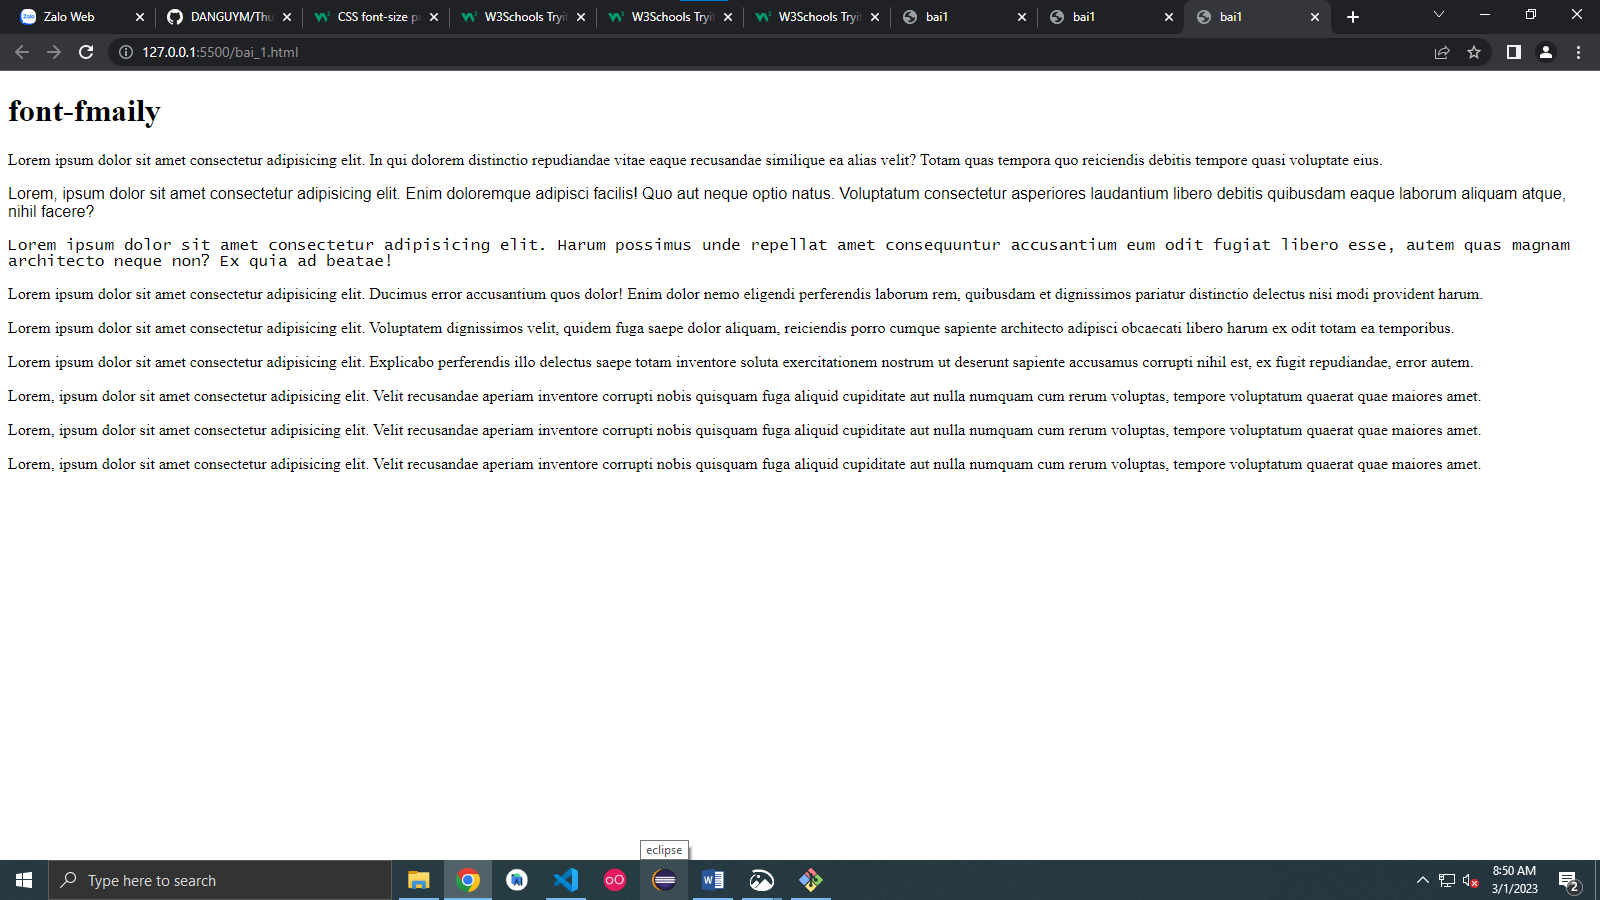 Zalo Web
DANGUYM/Thu
CSS font-size pr
W3Schools Tryit
W3Schools Tryit
W3Schools Tryit
bai1
bai1
bai1
127.0.0.1:5500/bai_1.html
font-fmaily
Lorem ipsum dolor sit amet consectetur adipisicing elit. In qui dolorem distinctio repudiandae vitae eaque recusandae similique ea alias velit? Totam quas tempora quo reiciendis debitis tempore quasi voluptate eius.
Lorem, ipsum dolor sit amet consectetur adipisicing elit. Enim doloremque adipisci facilis! Quo aut neque optio natus. Voluptatum consectetur asperiores laudantium libero debitis quibusdam eaque laborum aliquam atque,
nihil facere?
Lorem ipsum dolor sit amet consectetur adipisicing elit. Harum possimus unde repellat amet consequuntur accusantium eum odit fugiat libero esse, autem quas magnam
architecto neque non? Ex quia ad beatae!
Lorem ipsum dolor sit amet consectetur adipisicing elit. Ducimus error accusantium quos dolor! Enim dolor nemo eligendi perferendis laborum rem, quibusdam et dignissimos pariatur distinctio delectus nisi modi provident harum.
Lorem ipsum dolor sit amet consectetur adipisicing elit. Voluptatem dignissimos velit, quidem fuga saepe dolor aliquam, reiciendis porro cumque sapiente architecto adipisci obcaecati libero harum ex odit totam ea temporibus.
Lorem ipsum dolor sit amet consectetur adipisicing elit. Explicabo perferendis illo delectus saepe totam inventore soluta exercitationem nostrum ut deserunt sapiente accusamus corrupti nihil est, ex fugit repudiandae, error autem.
Lorem, ipsum dolor sit amet consectetur adipisicing elit. Velit recusandae aperiam inventore corrupti nobis quisquam fuga aliquid cupiditate aut nulla numquam cum rerum voluptas, tempore voluptatum quaerat quae maiores amet.
Lorem, ipsum dolor sit amet consectetur adipisicing elit. Velit recusandae aperiam inventore corrupti nobis quisquam fuga aliquid cupiditate aut nulla numquam cum rerum voluptas, tempore voluptatum quaerat quae maiores amet.
Lorem, ipsum dolor sit amet consectetur adipisicing elit. Velit recusandae aperiam inventore corrupti nobis quisquam fuga aliquid cupiditate aut nulla numquam cum rerum voluptas, tempore voluptatum quaerat quae maiores amet.
eclipse
Type here to search
8:50 AM
3/1/2023
2